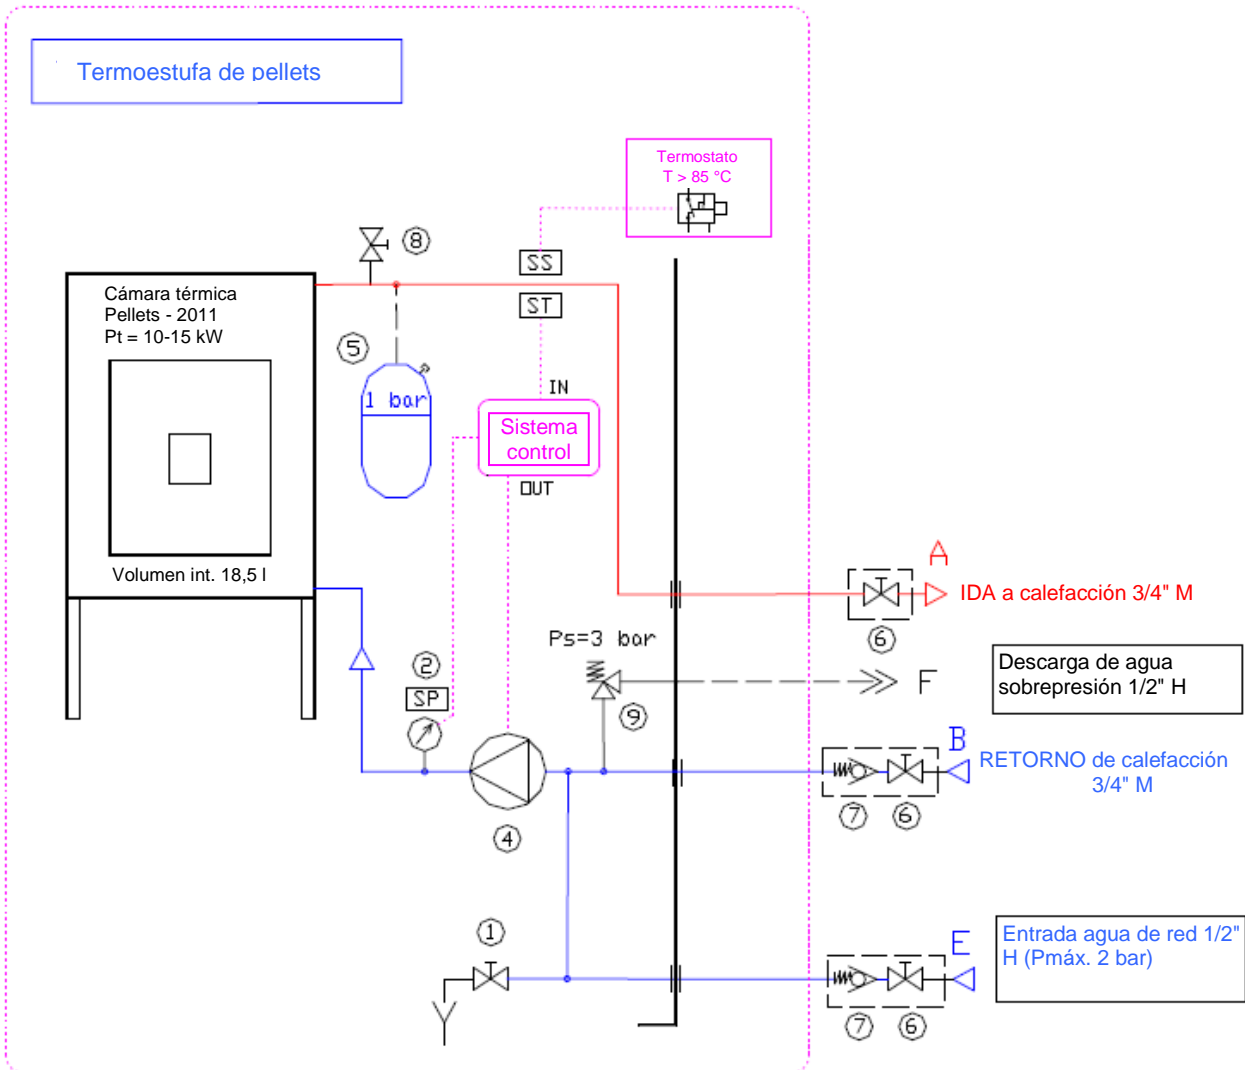 Termoestufa de pellets
Termostato
T > 85 °C
8
SS
Cámara térmica
Pellets - 2011
Pt = 10-15 kW
ST
5
IN
1 bar
Sistema
control
OUT
Volumen int. 18,5 l
A
IDA a calefacción 3/4" M
6
Ps=3 bar
2
SP
F
Descarga de agua
sobrepresión 1/2" H
9
B
RETORNO de calefacción
3/4" M
7
6
4
1
E
Entrada agua de red 1/2"
H (Pmáx. 2 bar)
7
6